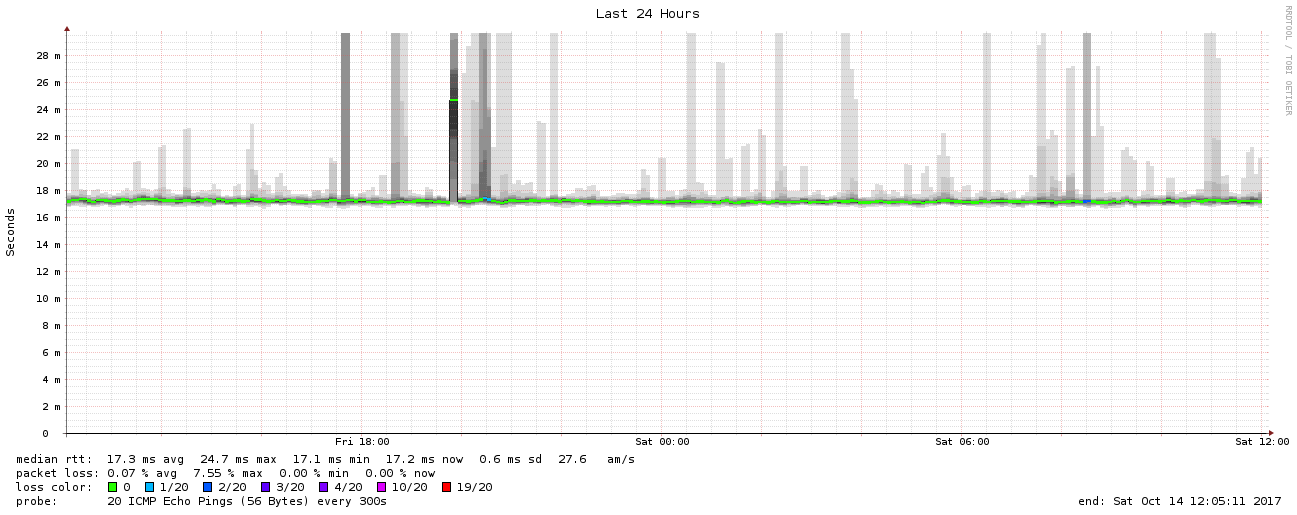 Last 24 Hours
RRDTOOL / TOBI OETIKER
Seconds
28 m
26 m
24 m
22 m
20 m
18 m
16 m
14 m
12 m
10 m
8 m
6 m
4 m
2 m
0
Fri 18:00 Sat 00:00 Sat 06:00 Sat 12:00
median rtt: 17.3 ms avg 24.7 ms max 17.1 ms min 17.2 ms now 0.6 ms sd 27.6 am/s
packet loss: 0.07 % avg 7.55 % max 0.00 % min 0.00 % now
loss color: 0 1/20 2/20 3/20 4/20 10/20 19/20
probe: 20 ICMP Echo Pings (56 Bytes) every 300s end: Sat Oct 14 12:05:11 2017